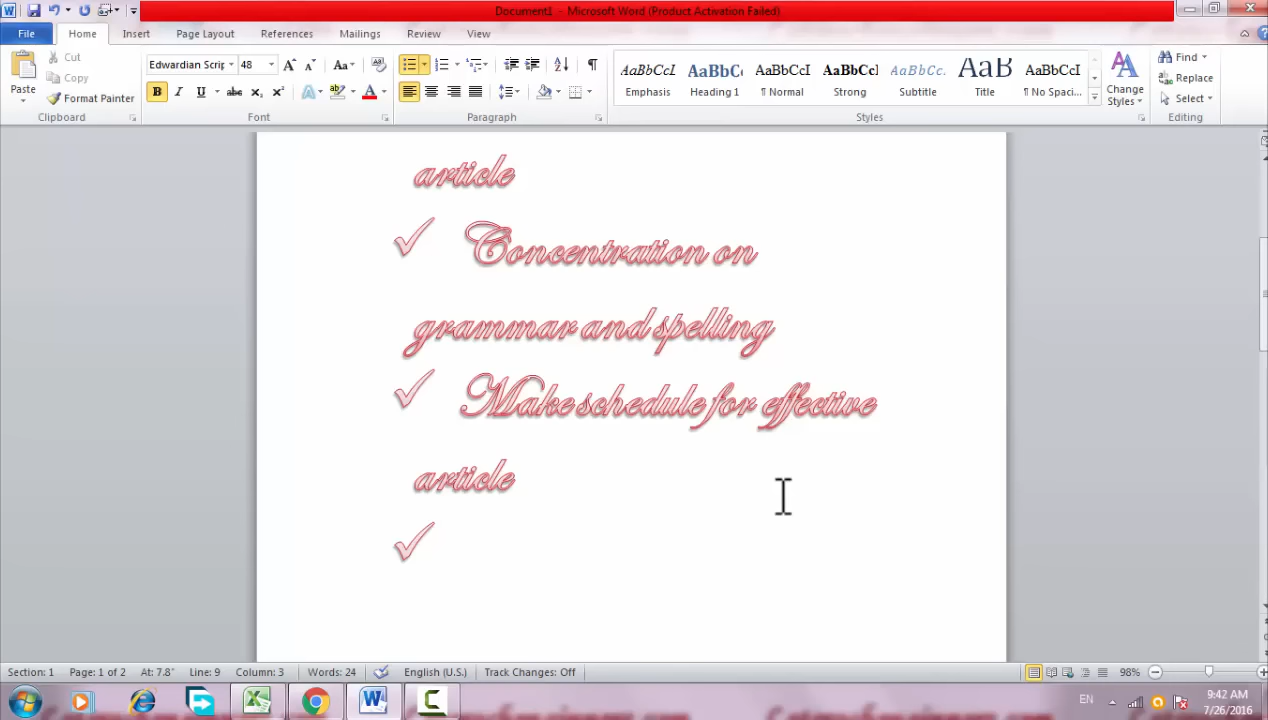 Document1 - Microsoft Word (Product Activation Failed)
File Home Insert Page Layout References Mailings Review View
Paste
Cut
Copy
Format Painter
Clipboard
Edwardian Scrip 48
Font
Paragraph
AaBbCcI AaBbC AaBbCcI AaBbCcI AaBbCc. AaB AaBbCcI
Emphasis Heading 1 ¶ Normal Strong Subtitle Title ¶ No Spaci...
Change Styles
Styles
Find
Replace
Select
Editing
article
✓ Concentration on
grammar and spelling
✓ Make schedule for effective
article
✓
Section: 1 Page: 1 of 2 At: 7.8" Line: 9 Column: 3 Words: 24 English (U.S.) Track Changes: Off 98%
EN 9:42 AM
7/26/2016